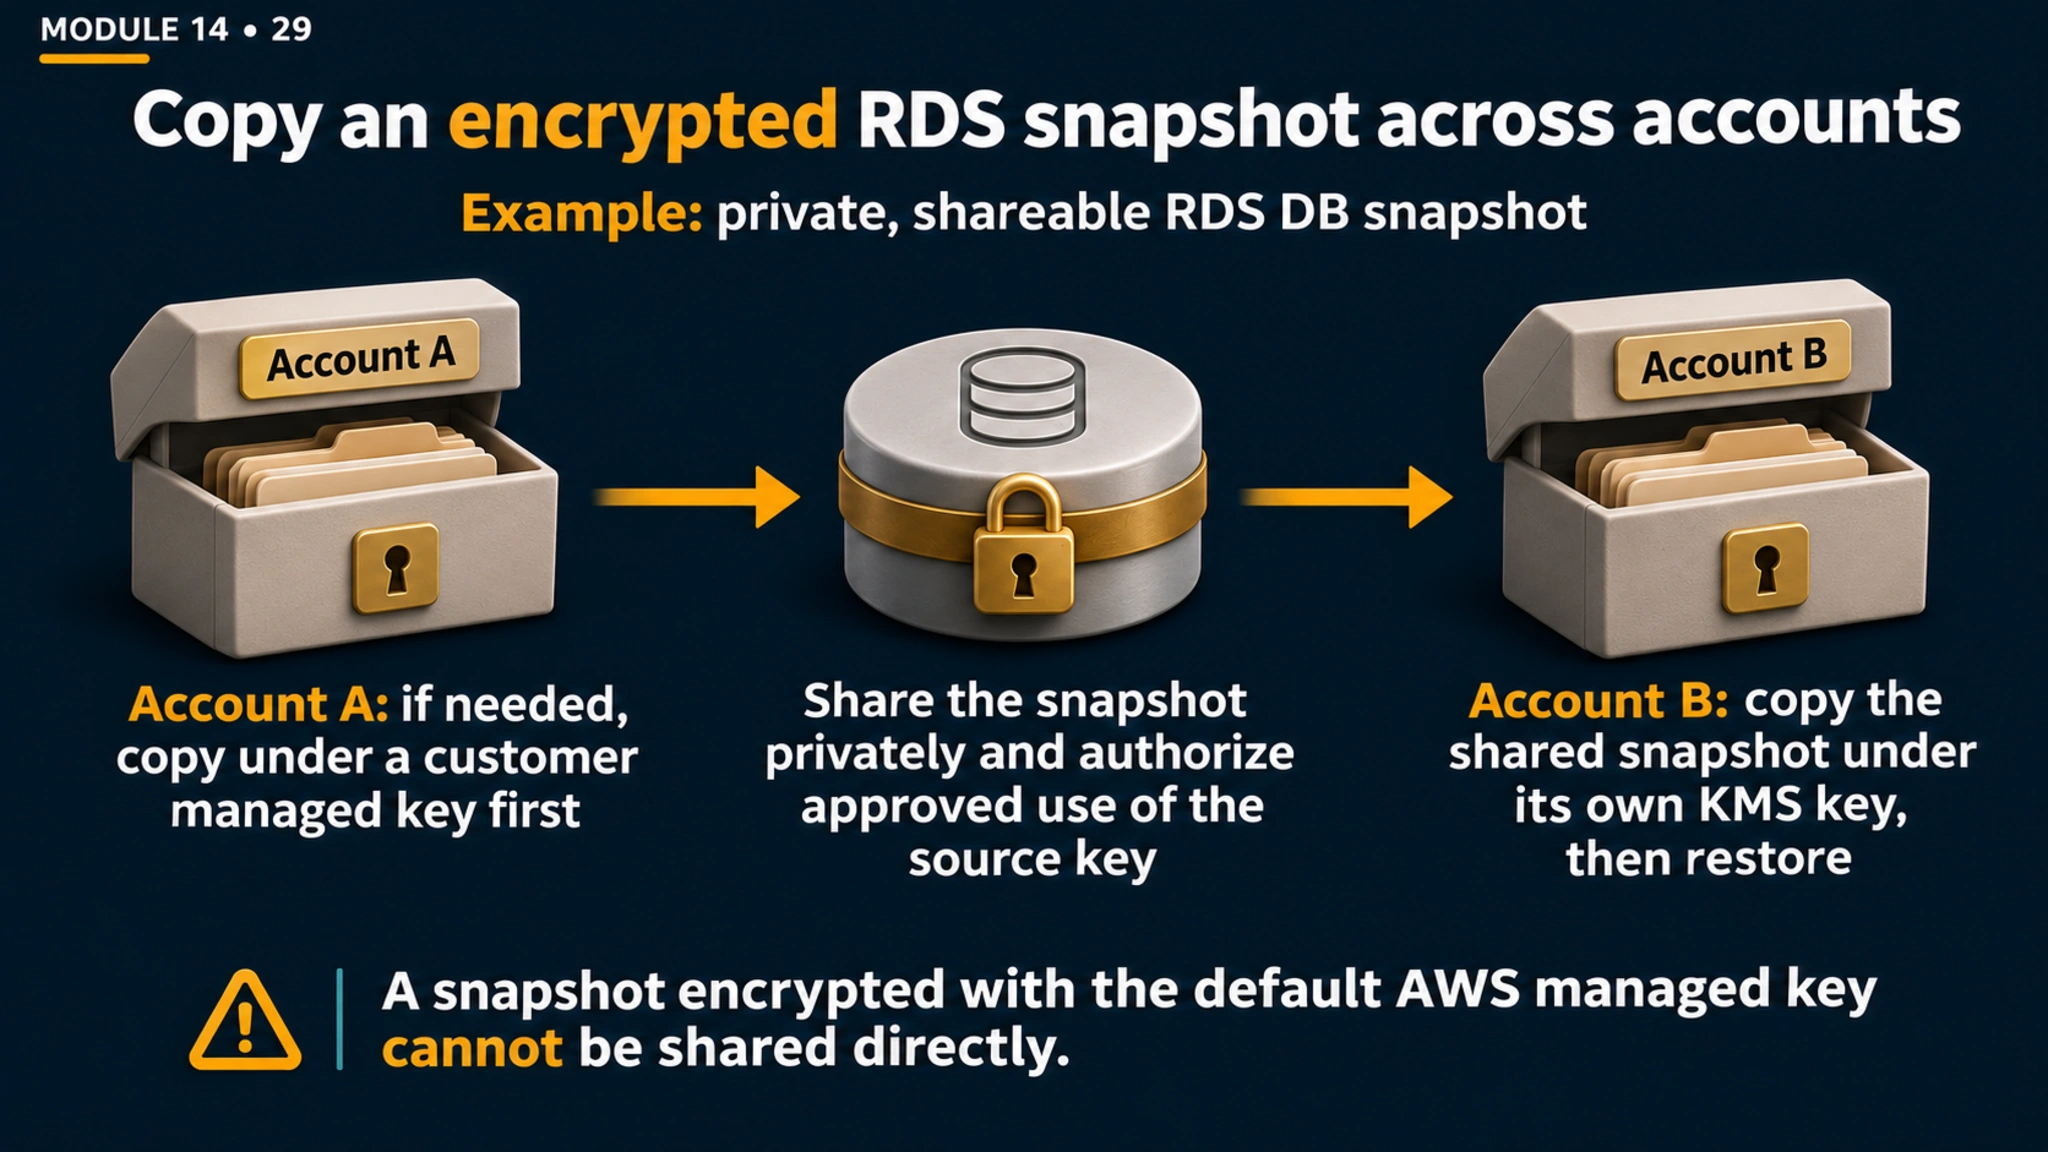 MODULE 14 • 29
Copy an encrypted RDS snapshot across accounts
Example: private, shareable RDS DB snapshot
Account A
Account B
Account A: if needed,
copy under a customer
managed key first
Share the snapshot
privately and authorize
approved use of the
source key
Account B: copy the
shared snapshot under
its own KMS key,
then restore
A snapshot encrypted with the default AWS managed key
cannot be shared directly.